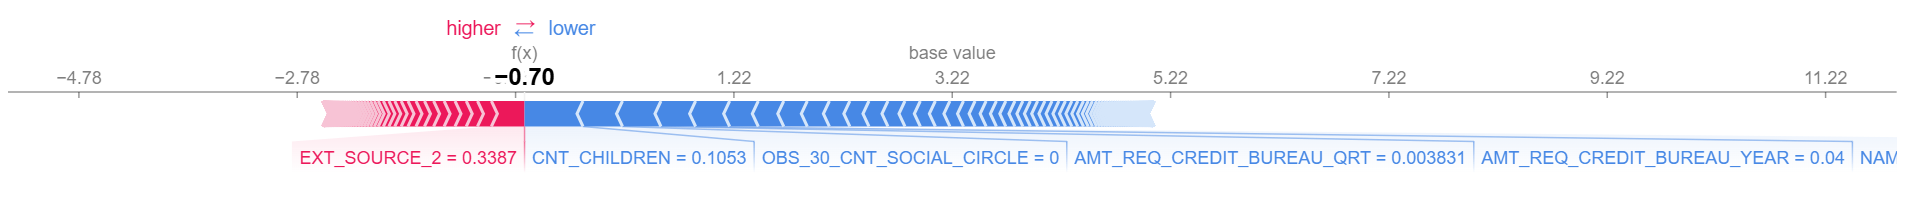 higher ⇄ lower
f(x) base value
−4.78 −2.78 −0.70 1.22 3.22 5.22 7.22 9.22 11.22
EXT_SOURCE_2 = 0.3387 CNT_CHILDREN = 0.1053 OBS_30_CNT_SOCIAL_CIRCLE = 0 AMT_REQ_CREDIT_BUREAU_QRT = 0.003831 AMT_REQ_CREDIT_BUREAU_YEAR = 0.04 NAM